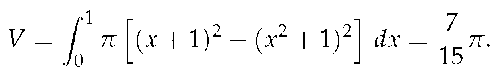 V = ∫₀¹ π [(x + 1)² − (x² + 1)²] dx = 7/15 π.